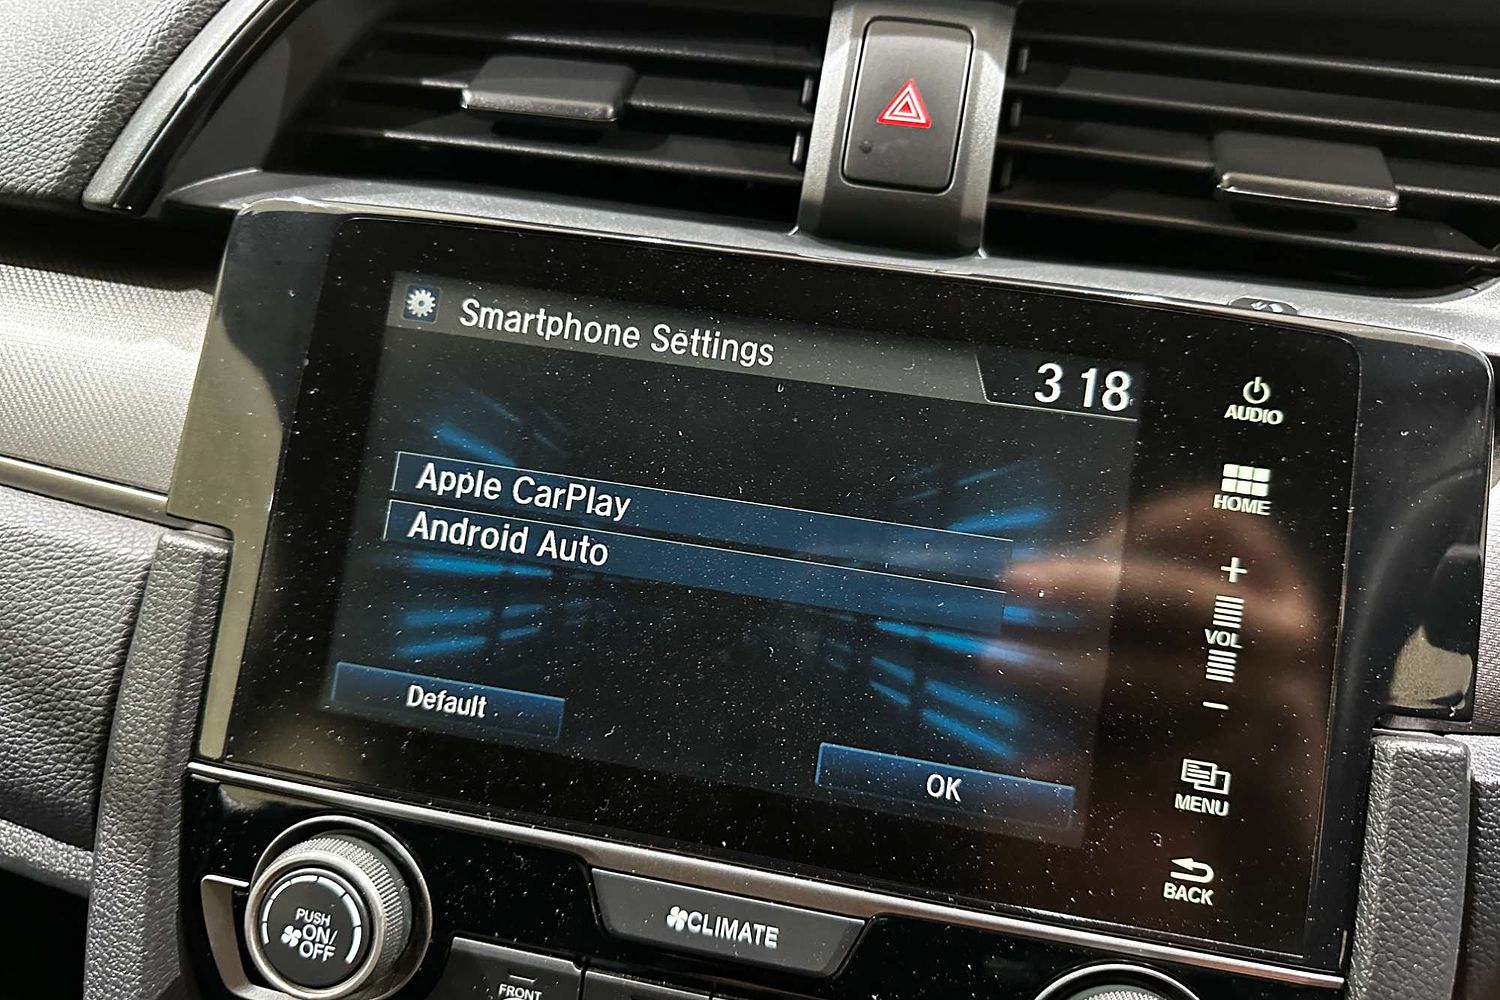 Smartphone Settings
3 18
Apple CarPlay
Android Auto
Default
OK
AUDIO
HOME
+
VOL
-
MENU
BACK
PUSH
ON/
OFF
CLIMATE
FRONT